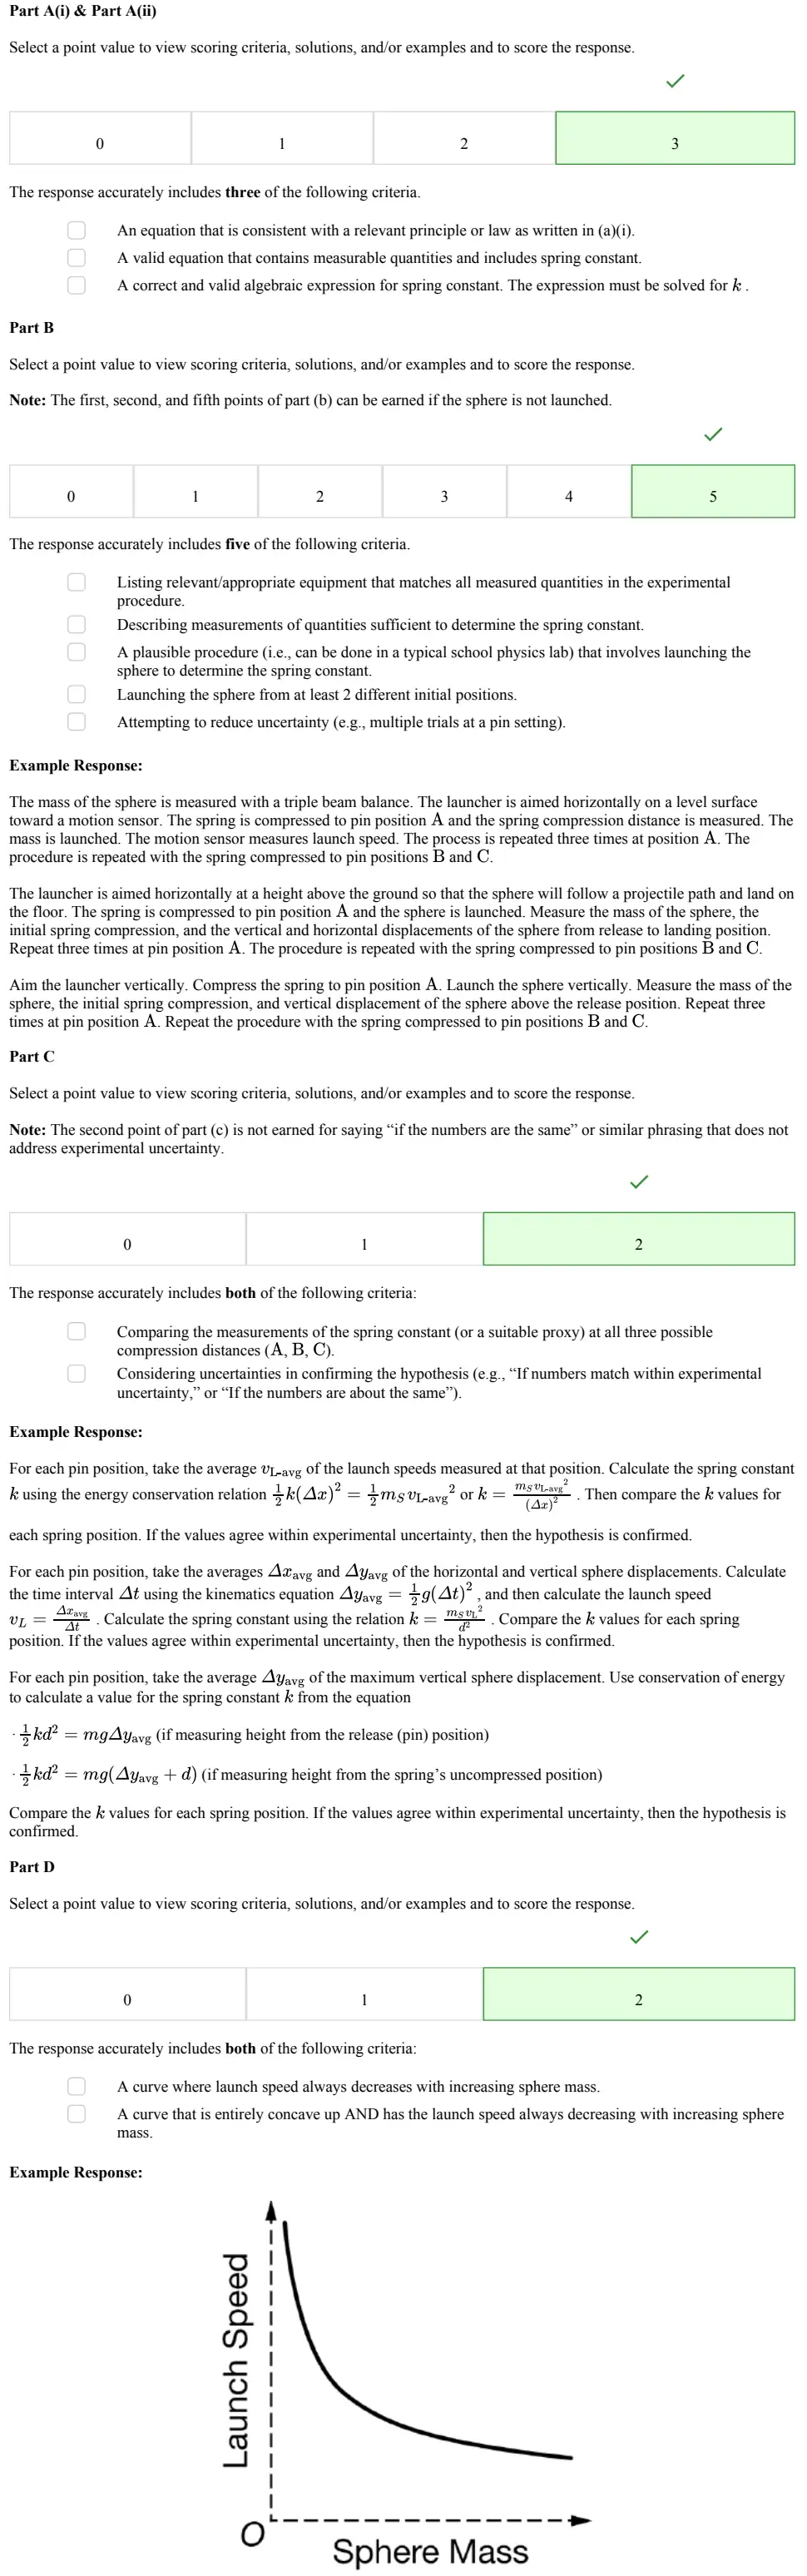 Part A(i) & Part A(ii)
Select a point value to view scoring criteria, solutions, and/or examples and to score the response.
0 1 2 3
The response accurately includes three of the following criteria.
An equation that is consistent with a relevant principle or law as written in (a)(i).
A valid equation that contains measurable quantities and includes spring constant.
A correct and valid algebraic expression for spring constant. The expression must be solved for k .
Part B
Select a point value to view scoring criteria, solutions, and/or examples and to score the response.
Note: The first, second, and fifth points of part (b) can be earned if the sphere is not launched.
0 1 2 3 4 5
The response accurately includes five of the following criteria.
Listing relevant/appropriate equipment that matches all measured quantities in the experimental
procedure.
Describing measurements of quantities sufficient to determine the spring constant.
A plausible procedure (i.e., can be done in a typical school physics lab) that involves launching the
sphere to determine the spring constant.
Launching the sphere from at least 2 different initial positions.
Attempting to reduce uncertainty (e.g., multiple trials at a pin setting).
Example Response:
The mass of the sphere is measured with a triple beam balance. The launcher is aimed horizontally on a level surface
toward a motion sensor. The spring is compressed to pin position A and the spring compression distance is measured. The
mass is launched. The motion sensor measures launch speed. The process is repeated three times at position A. The
procedure is repeated with the spring compressed to pin positions B and C.
The launcher is aimed horizontally at a height above the ground so that the sphere will follow a projectile path and land on
the floor. The spring is compressed to pin position A and the sphere is launched. Measure the mass of the sphere, the
initial spring compression, and the vertical and horizontal displacements of the sphere from release to landing position.
Repeat three times at pin position A. The procedure is repeated with the spring compressed to pin positions B and C.
Aim the launcher vertically. Compress the spring to pin position A. Launch the sphere vertically. Measure the mass of the
sphere, the initial spring compression, and vertical displacement of the sphere above the release position. Repeat three
times at pin position A. Repeat the procedure with the spring compressed to pin positions B and C.
Part C
Select a point value to view scoring criteria, solutions, and/or examples and to score the response.
Note: The second point of part (c) is not earned for saying “if the numbers are the same” or similar phrasing that does not
address experimental uncertainty.
0 1 2
The response accurately includes both of the following criteria:
Comparing the measurements of the spring constant (or a suitable proxy) at all three possible
compression distances (A, B, C).
Considering uncertainties in confirming the hypothesis (e.g., “If numbers match within experimental
uncertainty,” or “If the numbers are about the same”).
Example Response:
For each pin position, take the average v_L-avg of the launch speeds measured at that position. Calculate the spring constant
k using the energy conservation relation ½k(Δx)² = ½m_S v_L-avg² or k = m_S v_L-avg² / (Δx)² . Then compare the k values for
each spring position. If the values agree within experimental uncertainty, then the hypothesis is confirmed.
For each pin position, take the averages Δx_avg and Δy_avg of the horizontal and vertical sphere displacements. Calculate
the time interval Δt using the kinematics equation Δy_avg = ½g(Δt)² , and then calculate the launch speed
v_L = Δx_avg / Δt . Calculate the spring constant using the relation k = m_S v_L² / d² . Compare the k values for each spring
position. If the values agree within experimental uncertainty, then the hypothesis is confirmed.
For each pin position, take the average Δy_avg of the maximum vertical sphere displacement. Use conservation of energy
to calculate a value for the spring constant k from the equation
· ½kd² = mgΔy_avg (if measuring height from the release (pin) position)
· ½kd² = mg(Δy_avg + d) (if measuring height from the spring’s uncompressed position)
Compare the k values for each spring position. If the values agree within experimental uncertainty, then the hypothesis is
confirmed.
Part D
Select a point value to view scoring criteria, solutions, and/or examples and to score the response.
0 1 2
The response accurately includes both of the following criteria:
A curve where launch speed always decreases with increasing sphere mass.
A curve that is entirely concave up AND has the launch speed always decreasing with increasing sphere
mass.
Example Response:
Launch Speed
O
Sphere Mass